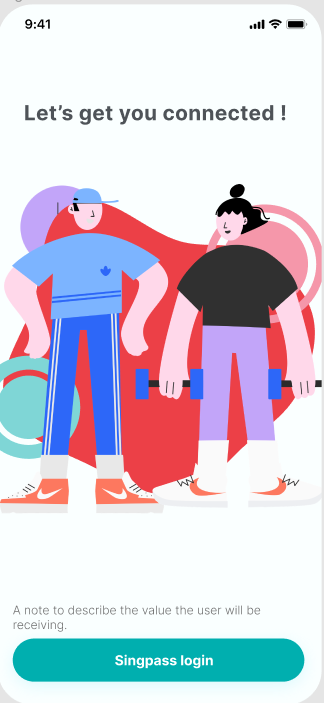 9:41
Let's get you connected !
A note to describe the value the user will be
receiving.
Singpass login